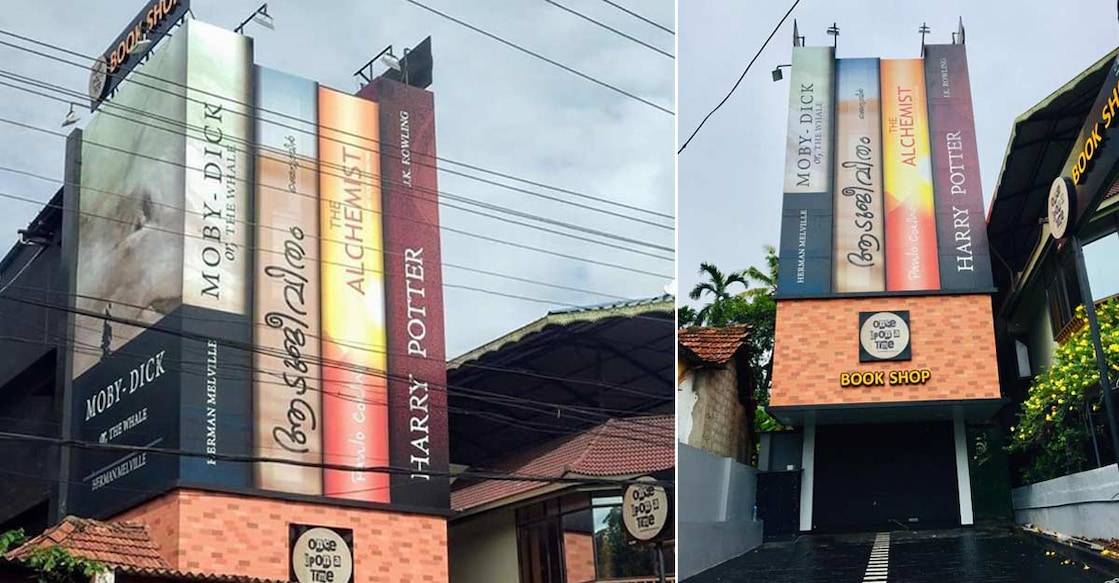 BOOK SHOP
MOBY-DICK
or, THE WHALE
HERMAN MELVILLE
MOBY-DICK
or, THE WHALE
HERMAN MELVILLE
ആടുജീവിതം
ബെന്യാമിൻ
THE
ALCHEMIST
Paulo Coelho
HARRY POTTER
J.K. ROWLING
Once
Upon a
Time
Once
Upon a
Time
MOBY-DICK
or, THE WHALE
HERMAN MELVILLE
ആടുജീവിതം
ബെന്യാമിൻ
THE
ALCHEMIST
Paulo Coelho
HARRY POTTER
J.K. ROWLING
Once
Upon a
Time
BOOK SHOP
BOOK SH